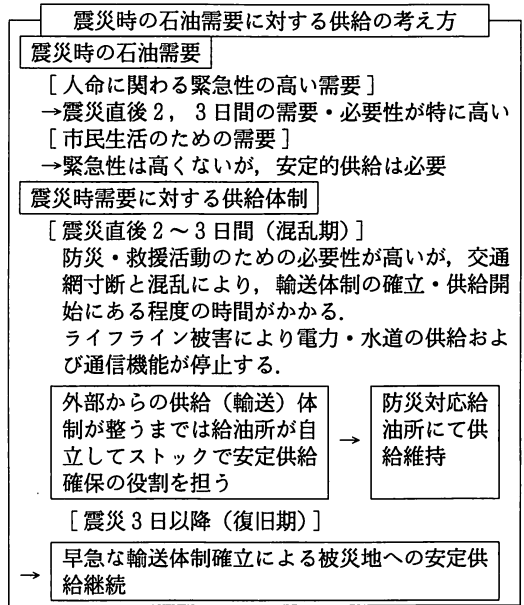 震災時の石油需要に対する供給の考え方
震災時の石油需要
［人命に関わる緊急性の高い需要］
→震災直後2，3日間の需要・必要性が特に高い
［市民生活のための需要］
→緊急性は高くないが，安定的供給は必要
震災時需要に対する供給体制
［震災直後2～3日間（混乱期）］
防災・救援活動のための必要性が高いが，交通
網寸断と混乱により，輸送体制の確立・供給開
始にある程度の時間がかかる．
ライフライン被害により電力・水道の供給およ
び通信機能が停止する．
外部からの供給（輸送）体
制が整うまでは給油所が自
立してストックで安定供給
確保の役割を担う
→
防災対応給
油所にて供
給維持
［震災3日以降（復旧期）］
→
早急な輸送体制確立による被災地への安定供
給継続